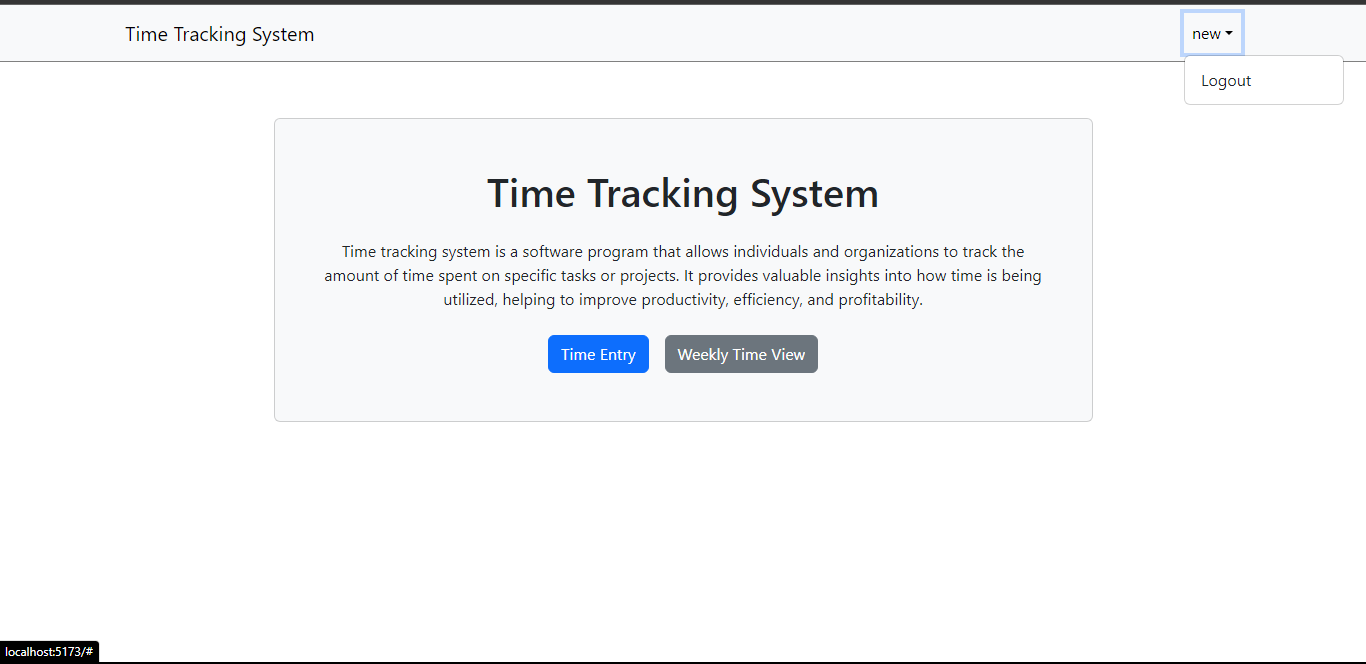 Time Tracking System
new
Logout
Time Tracking System
Time tracking system is a software program that allows individuals and organizations to track the
amount of time spent on specific tasks or projects. It provides valuable insights into how time is being
utilized, helping to improve productivity, efficiency, and profitability.
Time Entry
Weekly Time View
localhost:5173/#